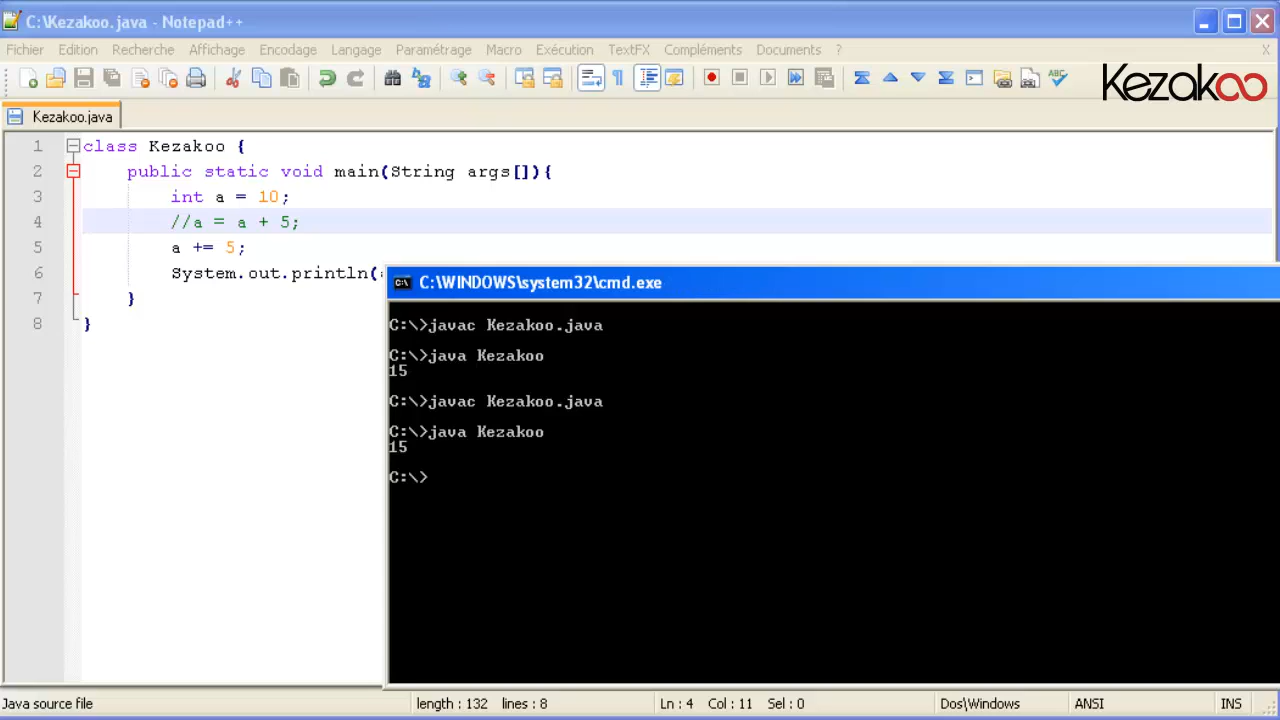 C:\Kezakoo.java - Notepad++
Fichier Edition Recherche Affichage Encodage Langage Paramétrage Macro Exécution TextFX Compléments Documents ? X
Kezakoo
Kezakoo.java
1 class Kezakoo {
2 public static void main(String args[]){
3 int a = 10;
4 //a = a + 5;
5 a += 5;
6 System.out.println(
7 }
8 }
C:\WINDOWS\system32\cmd.exe
C:\>javac Kezakoo.java
C:\>java Kezakoo
15
C:\>javac Kezakoo.java
C:\>java Kezakoo
15
C:\>
Java source file length : 132 lines : 8 Ln : 4 Col : 11 Sel : 0 Dos\Windows ANSI INS